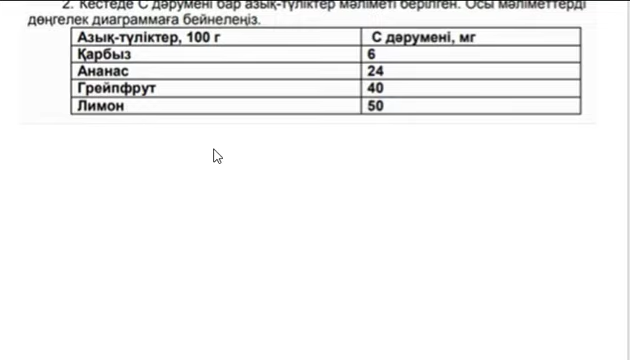 2. Кестеде С дәрумені бар азық-түліктер мәліметі берілген. Осы мәліметтерді
дөңгелек диаграммаға бейнелеңіз.
Азық-түліктер, 100 г С дәрумені, мг
Қарбыз 6
Ананас 24
Грейпфрут 40
Лимон 50